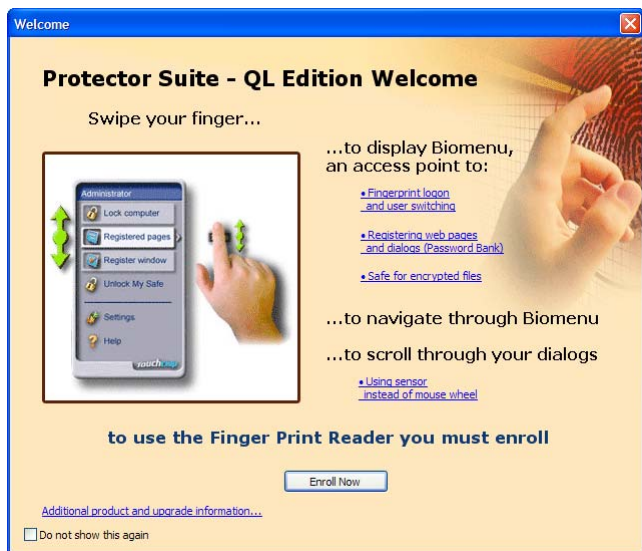 Welcome
Protector Suite - QL Edition Welcome
Swipe your finger...
Administrator
Lock computer
Registered pages
Register window
Unlock My Safe
Settings
Help
...to display Biomenu,
an access point to:
• Fingerprint logon
and user switching
• Registering web pages
and dialogs (Password Bank)
• Safe for encrypted files
...to navigate through Biomenu
...to scroll through your dialogs
• Using sensor
instead of mouse wheel
to use the Finger Print Reader you must enroll
Enroll Now
Additional product and upgrade information...
Do not show this again